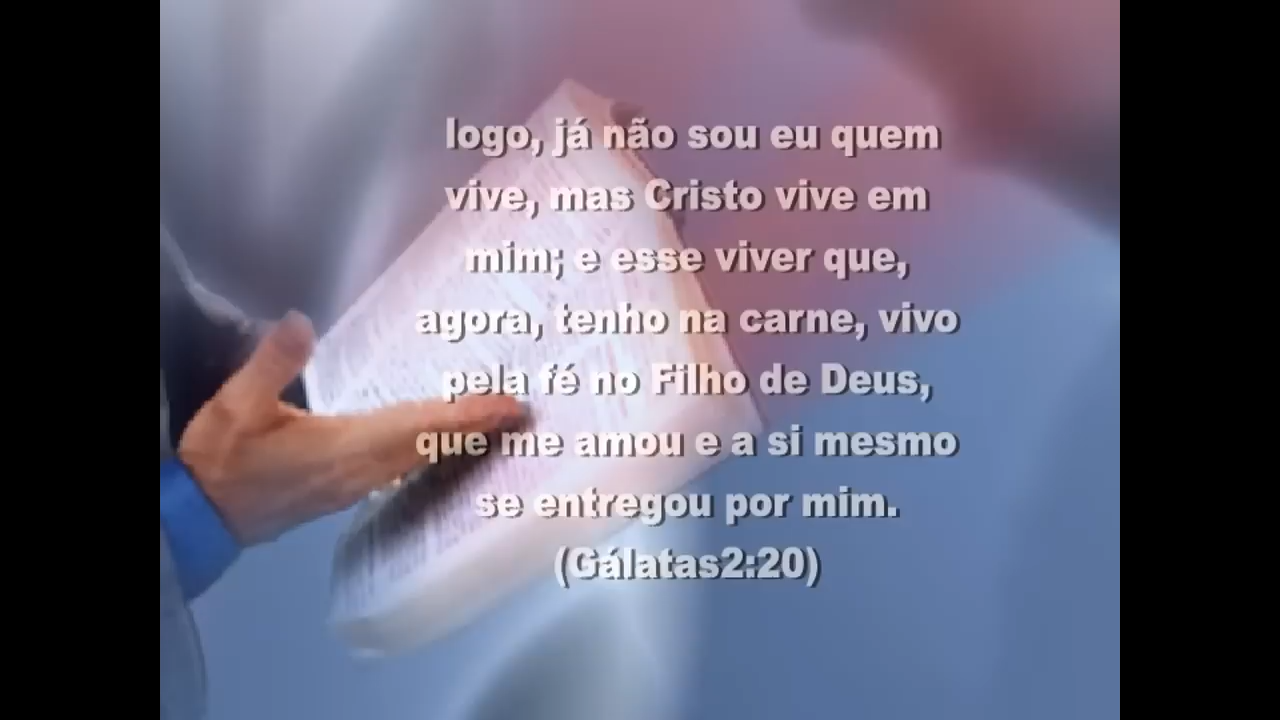 logo, já não sou eu quem
vive, mas Cristo vive em
mim; e esse viver que,
agora, tenho na carne, vivo
pela fé no Filho de Deus,
que me amou e a si mesmo
se entregou por mim.
(Gálatas2:20)